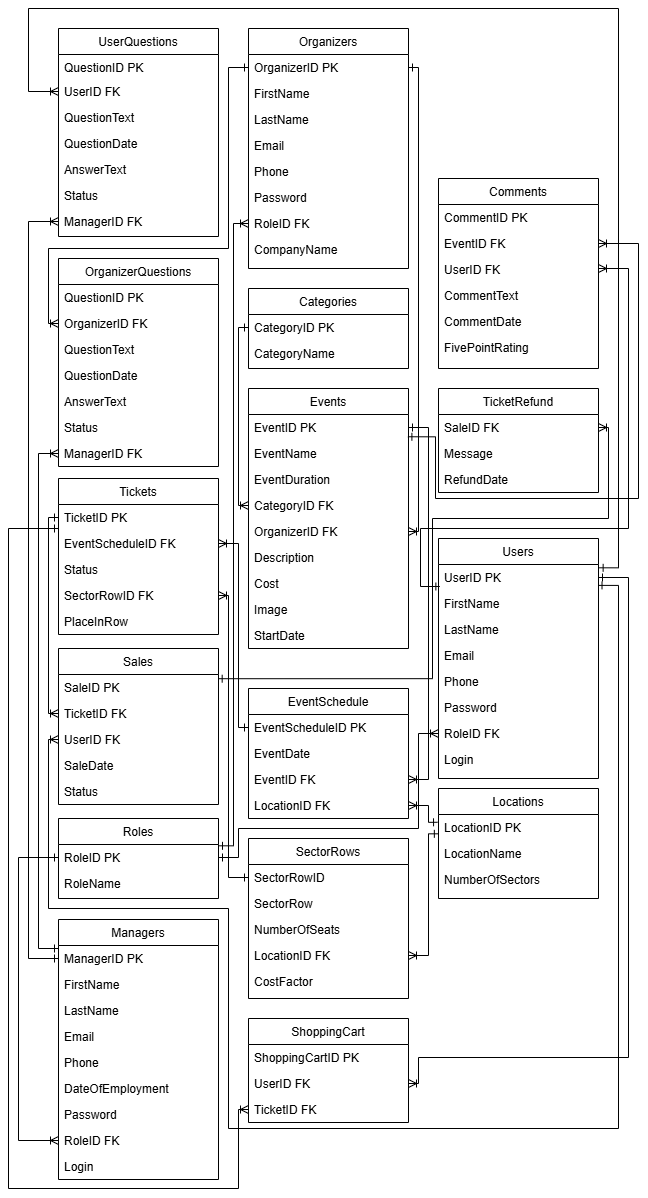 UserQuestions
QuestionID PK
UserID FK
QuestionText
QuestionDate
AnswerText
Status
ManagerID FK
OrganizerQuestions
QuestionID PK
OrganizerID FK
QuestionText
QuestionDate
AnswerText
Status
ManagerID FK
Tickets
TicketID PK
EventScheduleID FK
Status
SectorRowID FK
PlaceInRow
Sales
SaleID PK
TicketID FK
UserID FK
SaleDate
Status
Roles
RoleID PK
RoleName
Managers
ManagerID PK
FirstName
LastName
Email
Phone
DateOfEmployment
Password
RoleID FK
Login
Organizers
OrganizerID PK
FirstName
LastName
Email
Phone
Password
RoleID FK
CompanyName
Categories
CategoryID PK
CategoryName
Events
EventID PK
EventName
EventDuration
CategoryID FK
OrganizerID FK
Description
Cost
Image
StartDate
EventSchedule
EventScheduleID PK
EventDate
EventID FK
LocationID FK
SectorRows
SectorRowID
SectorRow
NumberOfSeats
LocationID FK
CostFactor
ShoppingCart
ShoppingCartID PK
UserID FK
TicketID FK
Comments
CommentID PK
EventID FK
UserID FK
CommentText
CommentDate
FivePointRating
TicketRefund
SaleID FK
Message
RefundDate
Users
UserID PK
FirstName
LastName
Email
Phone
Password
RoleID FK
Login
Locations
LocationID PK
LocationName
NumberOfSectors